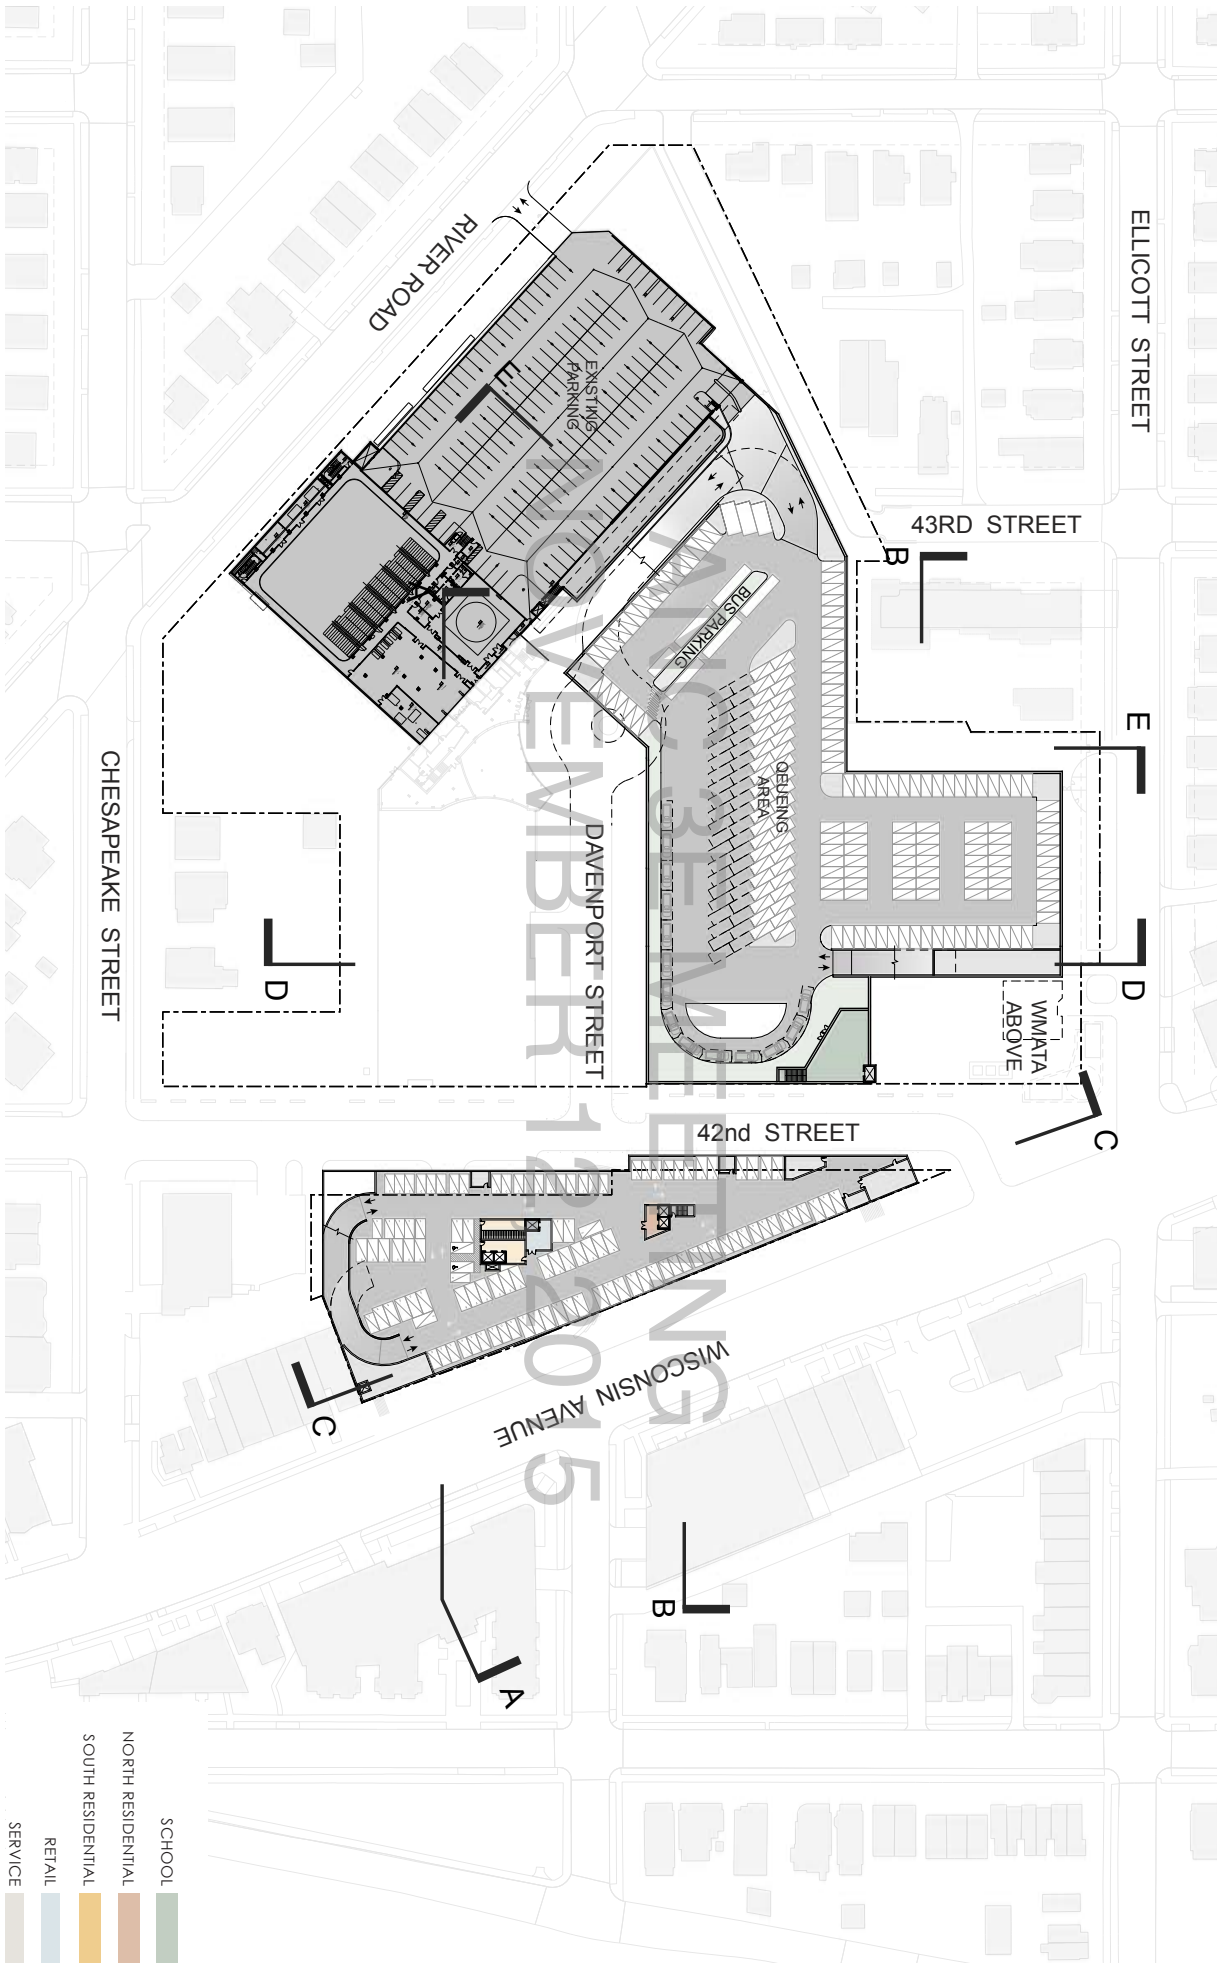 ELLICOTT STREET
RIVER ROAD
EXISTING
PARKING
43RD STREET
B
F
BUS PARKING
E
QEUEING
AREA
CHESAPEAKE STREET
DAVENPORT STREET
D
D
WMATA
ABOVE
C
42nd STREET
WISCONSIN AVENUE
C
B
A
ANC 3E MEETING
NOVEMBER 12, 2015
SCHOOL
NORTH RESIDENTIAL
SOUTH RESIDENTIAL
RETAIL
SERVICE